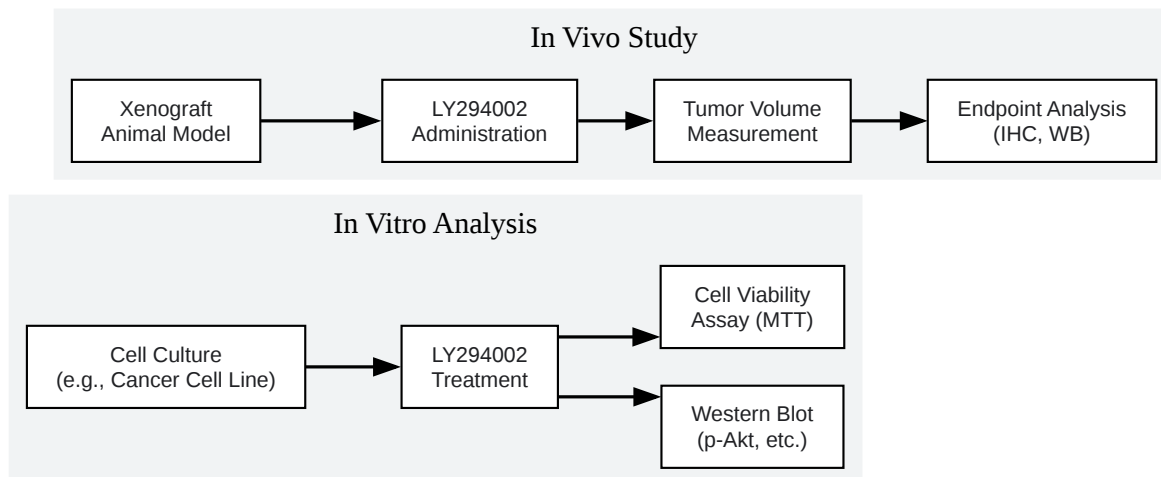 In Vivo Study
Xenograft
Animal Model
LY294002
Administration
Tumor Volume
Measurement
Endpoint Analysis
(IHC, WB)
In Vitro Analysis
Cell Culture
(e.g., Cancer Cell Line)
LY294002
Treatment
Cell Viability
Assay (MTT)
Western Blot
(p-Akt, etc.)